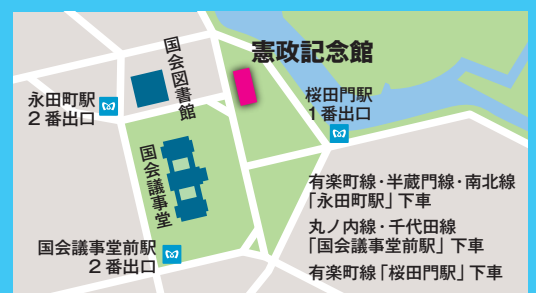 憲政記念館
国会図書館
永田町駅
2番出口
桜田門駅
1番出口
国会議事堂
国会議事堂前駅
2番出口
有楽町線・半蔵門線・南北線
「永田町駅」下車
丸ノ内線・千代田線
「国会議事堂前駅」下車
有楽町線「桜田門駅」下車